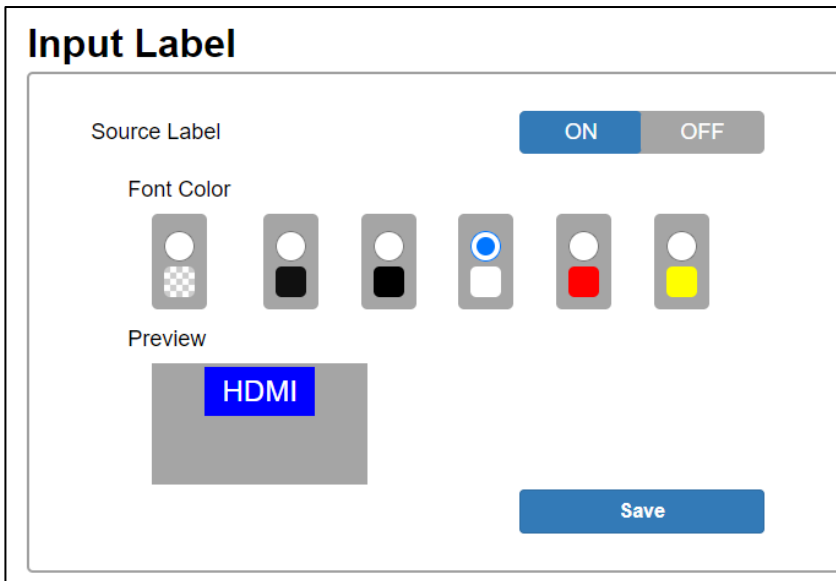 Input Label
Source Label ON OFF
Font Color
Preview
HDMI
Save